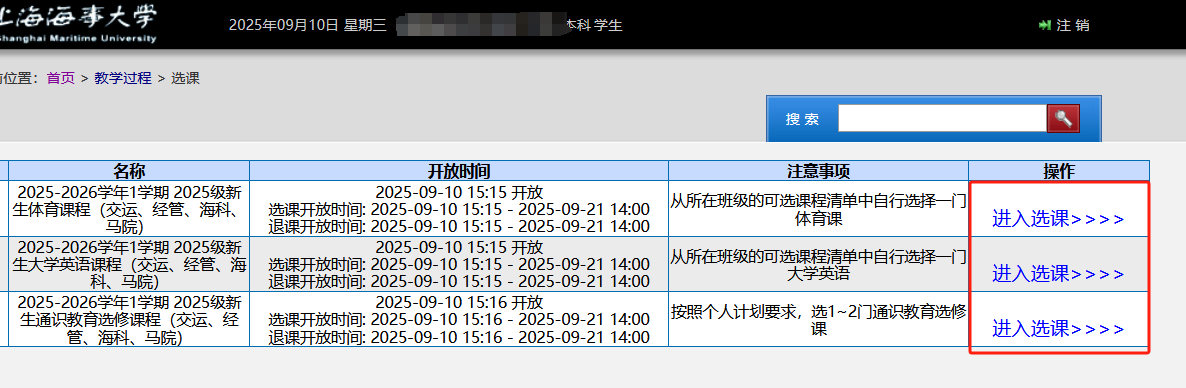 上海海事大学
Shanghai Maritime University
2025年09月10日 星期三
本科 学生
注 销
位置： 首页 > 教学过程 > 选课
搜 索
名称 开放时间 注意事项 操作
2025-2026学年1学期 2025级新
生体育课程（交运、经管、海科、
马院）
2025-09-10 15:15 开放
选课开放时间: 2025-09-10 15:15 - 2025-09-21 14:00
退课开放时间: 2025-09-10 15:15 - 2025-09-21 14:00
从所在班级的可选课程清单中自行选择一门
体育课
进入选课>>>>
2025-2026学年1学期 2025级新
生大学英语课程（交运、经管、海
科、马院）
2025-09-10 15:15 开放
选课开放时间: 2025-09-10 15:15 - 2025-09-21 14:00
退课开放时间: 2025-09-10 15:15 - 2025-09-21 14:00
从所在班级的可选课程清单中自行选择一门
大学英语
进入选课>>>>
2025-2026学年1学期 2025级新
生通识教育选修课程（交运、经
管、海科、马院）
2025-09-10 15:16 开放
选课开放时间: 2025-09-10 15:16 - 2025-09-21 14:00
退课开放时间: 2025-09-10 15:16 - 2025-09-21 14:00
按照个人计划要求，选1~2门通识教育选修
课
进入选课>>>>